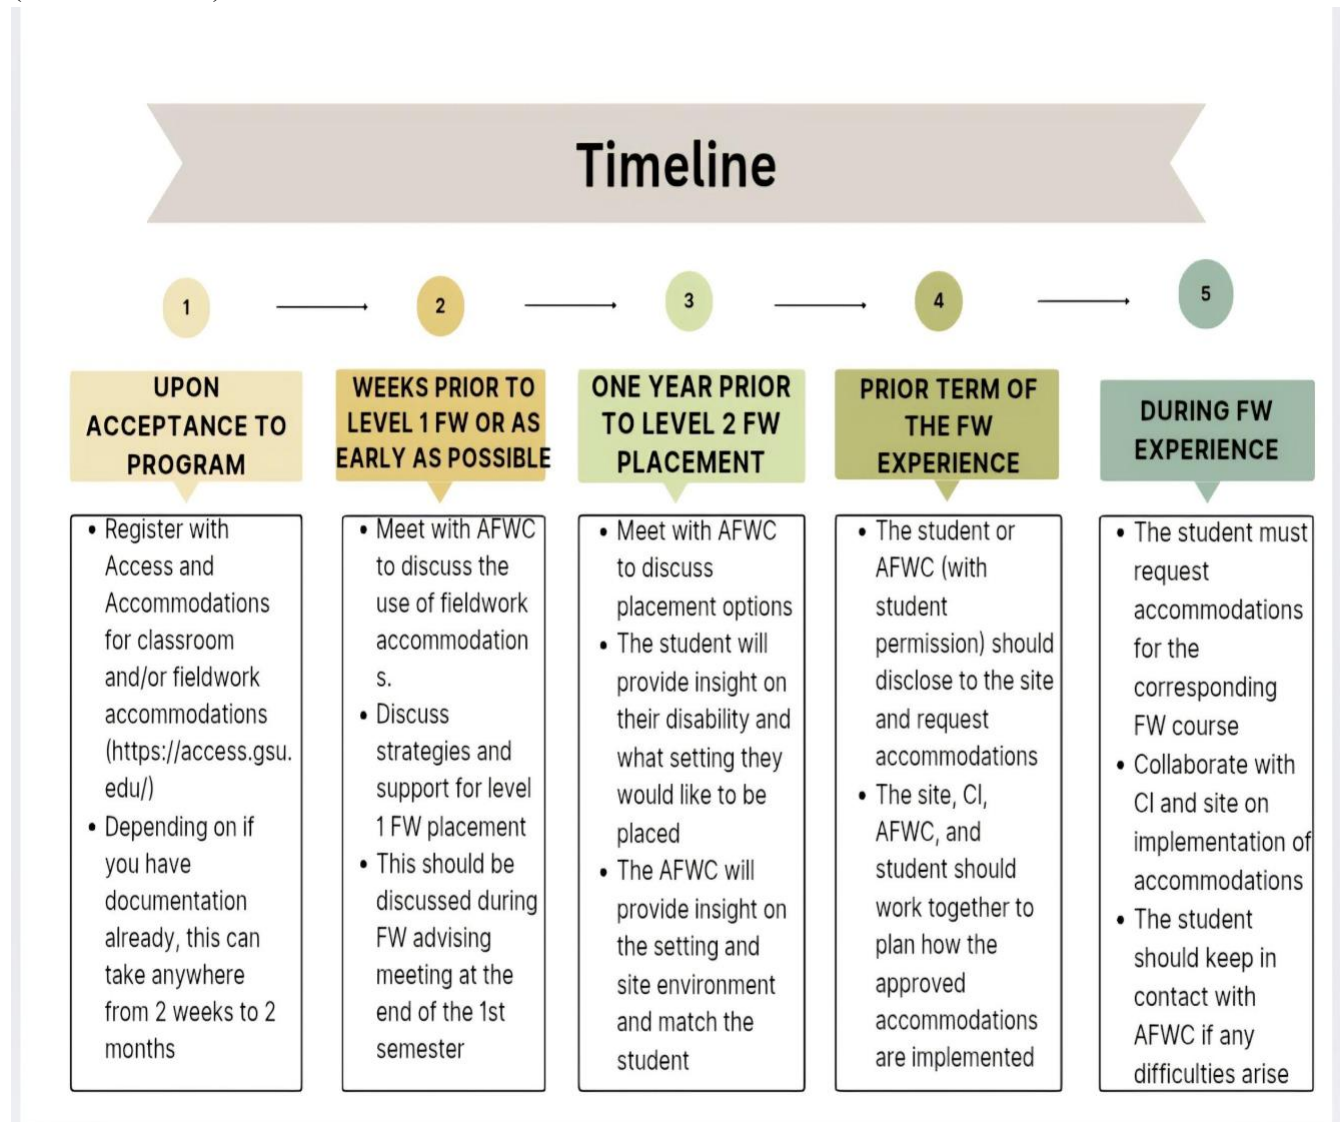 Timeline
1
2
3
4
5
UPON
ACCEPTANCE TO
PROGRAM
• Register with
Access and
Accommodations
for classroom
and/or fieldwork
accommodations
(https://access.gsu.
edu/)
• Depending on if
you have
documentation
already, this can
take anywhere
from 2 weeks to 2
months
WEEKS PRIOR TO
LEVEL 1 FW OR AS
EARLY AS POSSIBLE
• Meet with AFWC
to discuss the
use of fieldwork
accommodation
s.
• Discuss
strategies and
support for level
1 FW placement
• This should be
discussed during
FW advising
meeting at the
end of the 1st
semester
ONE YEAR PRIOR
TO LEVEL 2 FW
PLACEMENT
• Meet with AFWC
to discuss
placement options
• The student will
provide insight on
their disability and
what setting they
would like to be
placed
• The AFWC will
provide insight on
the setting and
site environment
and match the
student
PRIOR TERM OF
THE FW
EXPERIENCE
• The student or
AFWC (with
student
permission) should
disclose to the site
and request
accommodations
• The site, CI,
AFWC, and
student should
work together to
plan how the
approved
accommodations
are implemented
DURING FW
EXPERIENCE
• The student must
request
accommodations
for the
corresponding
FW course
• Collaborate with
CI and site on
implementation of
accommodations
• The student
should keep in
contact with
AFWC if any
difficulties arise